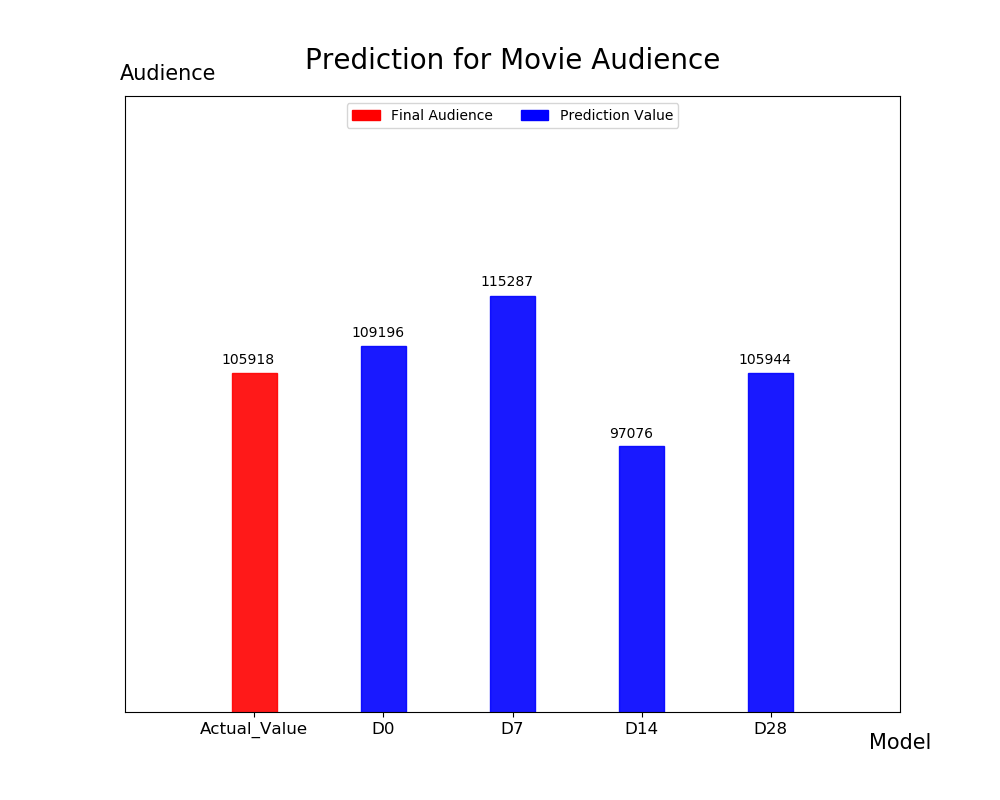 Prediction for Movie Audience
Audience
Final Audience Prediction Value
115287
109196
105918 105944
97076
Actual_Value D0 D7 D14 D28
Model